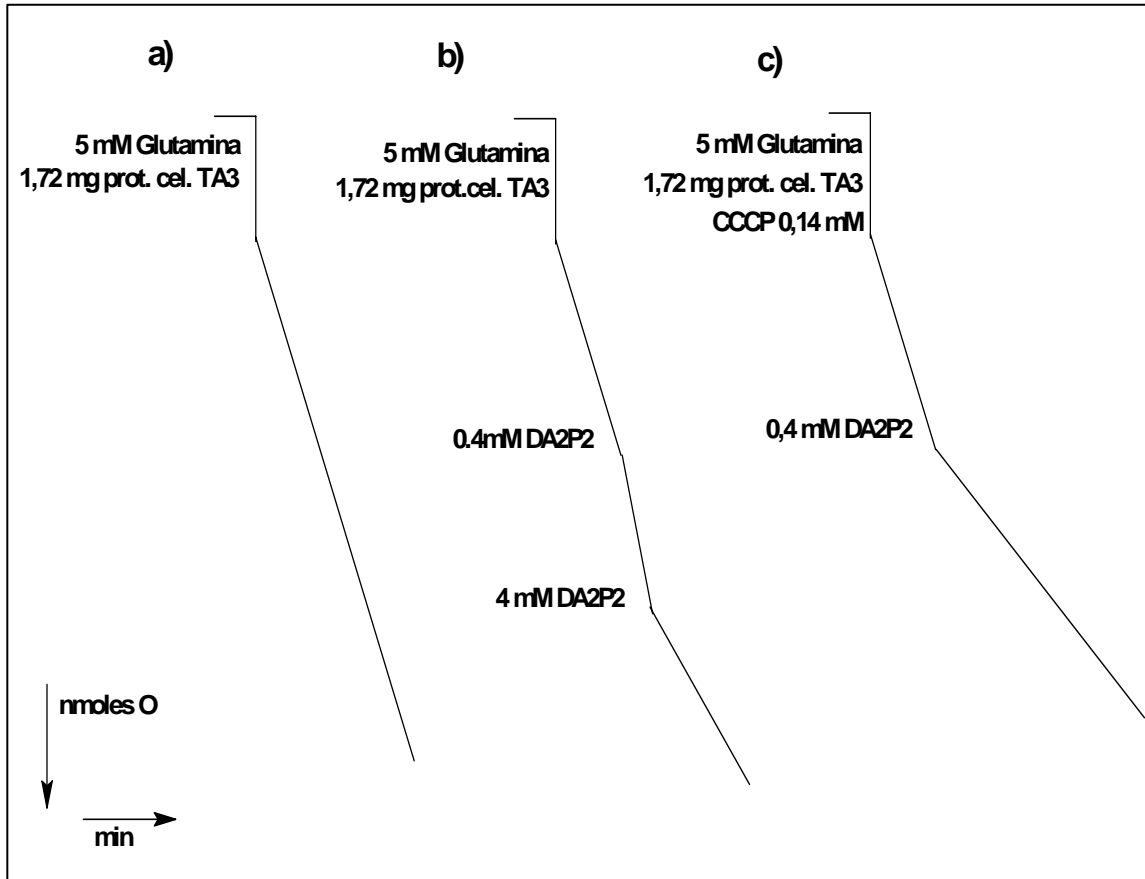 a)
5 mM Glutamina
1,72 mg prot. cel. TA3
b)
5 mM Glutamina
1,72 mg prot.cel. TA3
0.4mM DA2P2
4 mM DA2P2
c)
5 mM Glutamina
1,72 mg prot. cel. TA3
CCCP 0,14 mM
0,4 mM DA2P2
nmoles O
min